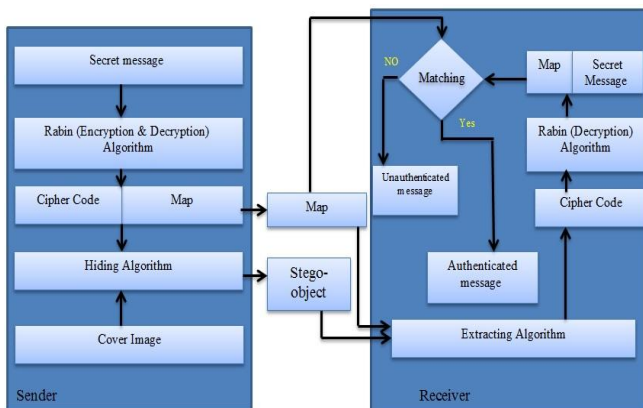 Secret message
Rabin (Encryption & Decryption)
Algorithm
Cipher Code
Map
Hiding Algorithm
Cover Image
Sender
Map
Stego-
object
NO
Matching
Yes
Map
Secret
Message
Rabin (Decryption)
Algorithm
Unauthenticated
message
Cipher Code
Authenticated
message
Extracting Algorithm
Receiver